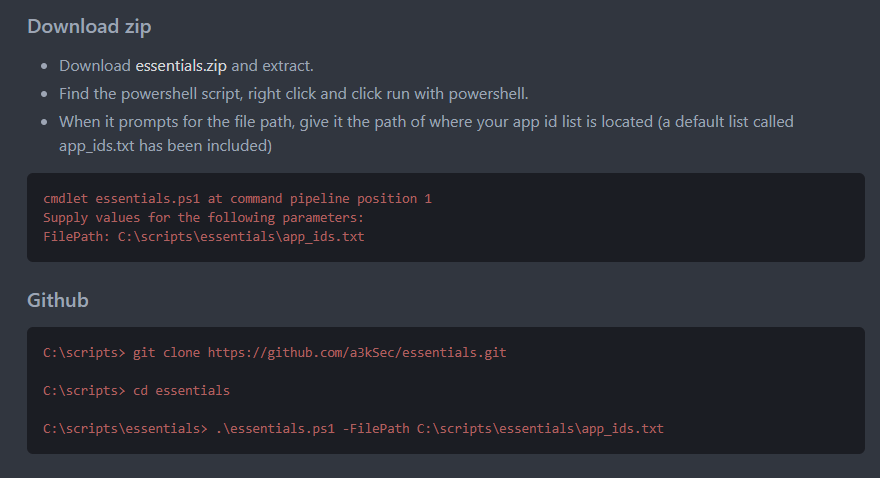 Download zip
Download essentials.zip and extract.
Find the powershell script, right click and click run with powershell.
When it prompts for the file path, give it the path of where your app id list is located (a default list called
app_ids.txt has been included)
cmdlet essentials.ps1 at command pipeline position 1
Supply values for the following parameters:
FilePath: C:\scripts\essentials\app_ids.txt
Github
C:\scripts> git clone https://github.com/a3kSec/essentials.git
C:\scripts> cd essentials
C:\scripts\essentials> .\essentials.ps1 -FilePath C:\scripts\essentials\app_ids.txt